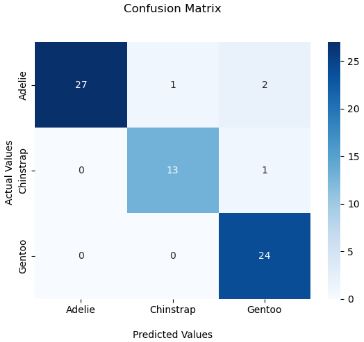 Confusion Matrix
Adelie
27
1
2
25
20
Actual Values
Chinstrap
0
13
1
15
10
Gentoo
0
0
24
5
0
Adelie
Chinstrap
Gentoo
Predicted Values